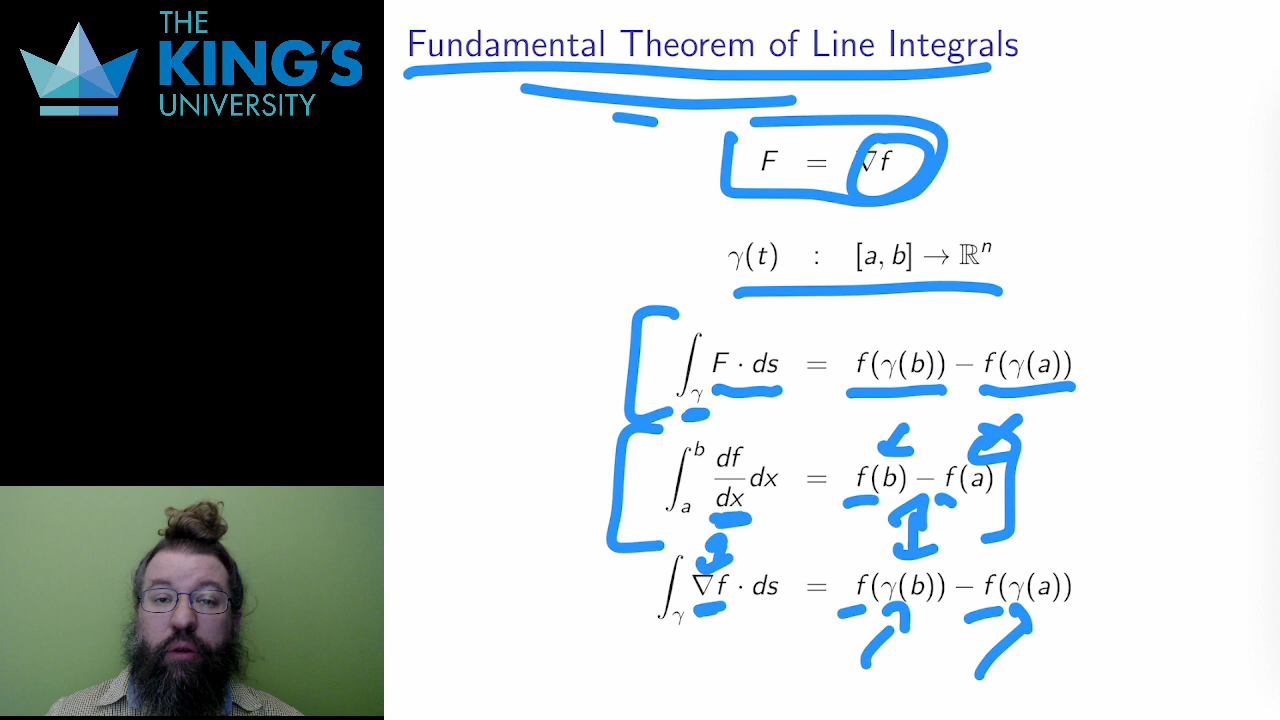 THE
KING'S
UNIVERSITY
Fundamental Theorem of Line Integrals
F = ∇f
γ(t) : [a, b] → ℝⁿ
∫_γ F · ds = f(γ(b)) − f(γ(a))
∫_a^b df/dx dx = f(b) − f(a)
∫_γ ∇f · ds = f(γ(b)) − f(γ(a))